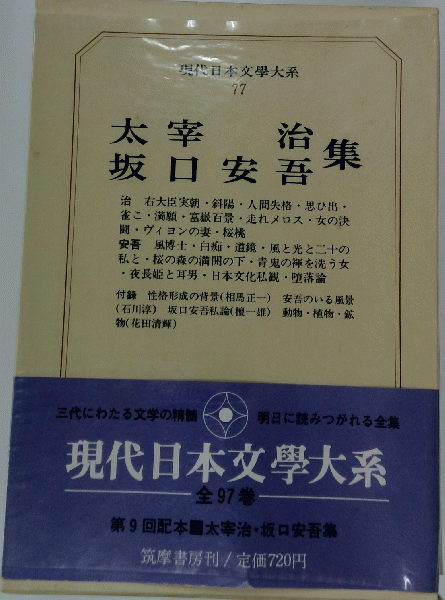 現代日本文學大系
77
太宰 治
坂口安吾 集
治 右大臣実朝・斜陽・人間失格・思ひ出・
雀こ・満願・富嶽百景・走れメロス・女の決
闘・ヴィヨンの妻・桜桃
安吾 風博士・白痴・道鏡・風と光と二十の
私と・桜の森の満開の下・青鬼の褌を洗う女
・夜長姫と耳男・日本文化私観・堕落論
付録 性格形成の背景(相馬正一) 安吾のいる風景
(石川淳) 坂口安吾私論(檀一雄) 動物・植物・鉱
物(花田清輝)
三代にわたる文学の精髄 明日に読みつがれる全集
現代日本文學大系
全97巻
第9回配本■太宰治・坂口安吾集
筑摩書房刊/定価720円